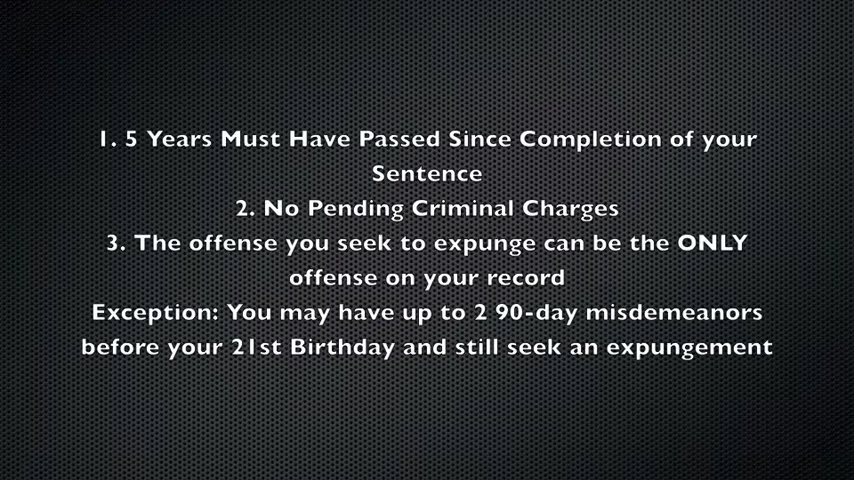 1. 5 Years Must Have Passed Since Completion of your
Sentence
2. No Pending Criminal Charges
3. The offense you seek to expunge can be the ONLY
offense on your record
Exception: You may have up to 2 90-day misdemeanors
before your 21st Birthday and still seek an expungement